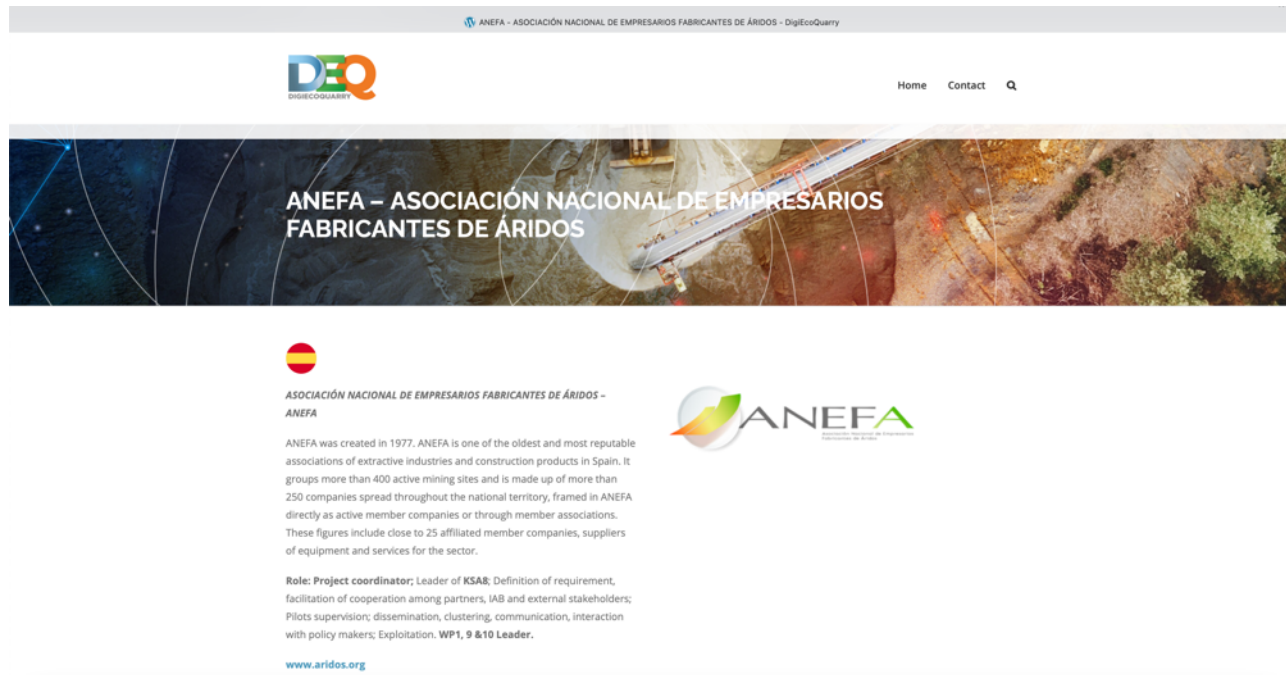 ANEFA - ASOCIACIÓN NACIONAL DE EMPRESARIOS FABRICANTES DE ÁRIDOS - DigiEcoQuarry
DEQ
DIGIECOQUARRY
Home Contact
ANEFA – ASOCIACIÓN NACIONAL DE EMPRESARIOS
FABRICANTES DE ÁRIDOS
ASOCIACIÓN NACIONAL DE EMPRESARIOS FABRICANTES DE ÁRIDOS –
ANEFA
ANEFA was created in 1977. ANEFA is one of the oldest and most reputable
associations of extractive industries and construction products in Spain. It
groups more than 400 active mining sites and is made up of more than
250 companies spread throughout the national territory, framed in ANEFA
directly as active member companies or through member associations.
These figures include close to 25 affiliated member companies, suppliers
of equipment and services for the sector.
Role: Project coordinator; Leader of KSA8; Definition of requirement,
facilitation of cooperation among partners, IAB and external stakeholders;
Pilots supervision; dissemination, clustering, communication, interaction
with policy makers; Exploitation. WP1, 9 &10 Leader.
www.aridos.org
ANEFA
Asociación Nacional de Empresarios
Fabricantes de Áridos